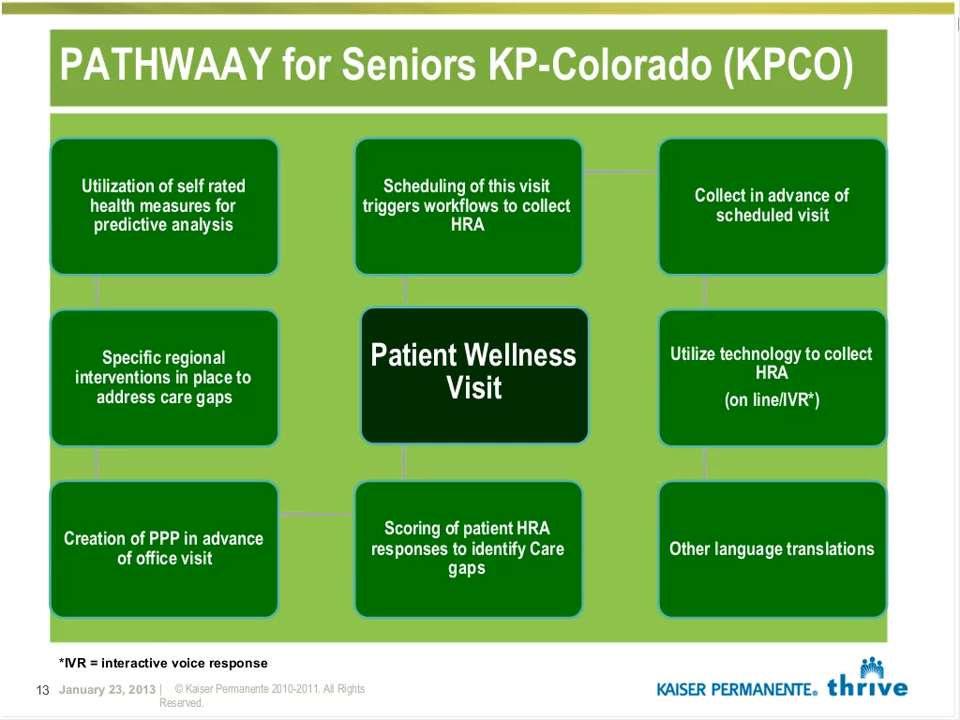 PATHWAAY for Seniors KP-Colorado (KPCO)
Utilization of self rated
health measures for
predictive analysis
Scheduling of this visit
triggers workflows to collect
HRA
Collect in advance of
scheduled visit
Specific regional
interventions in place to
address care gaps
Patient Wellness
Visit
Utilize technology to collect
HRA
(on line/IVR*)
Creation of PPP in advance
of office visit
Scoring of patient HRA
responses to identify Care
gaps
Other language translations
*IVR = interactive voice response
13 January 23, 2013 | © Kaiser Permanente 2010-2011. All Rights
Reserved.
KAISER PERMANENTE® thrive